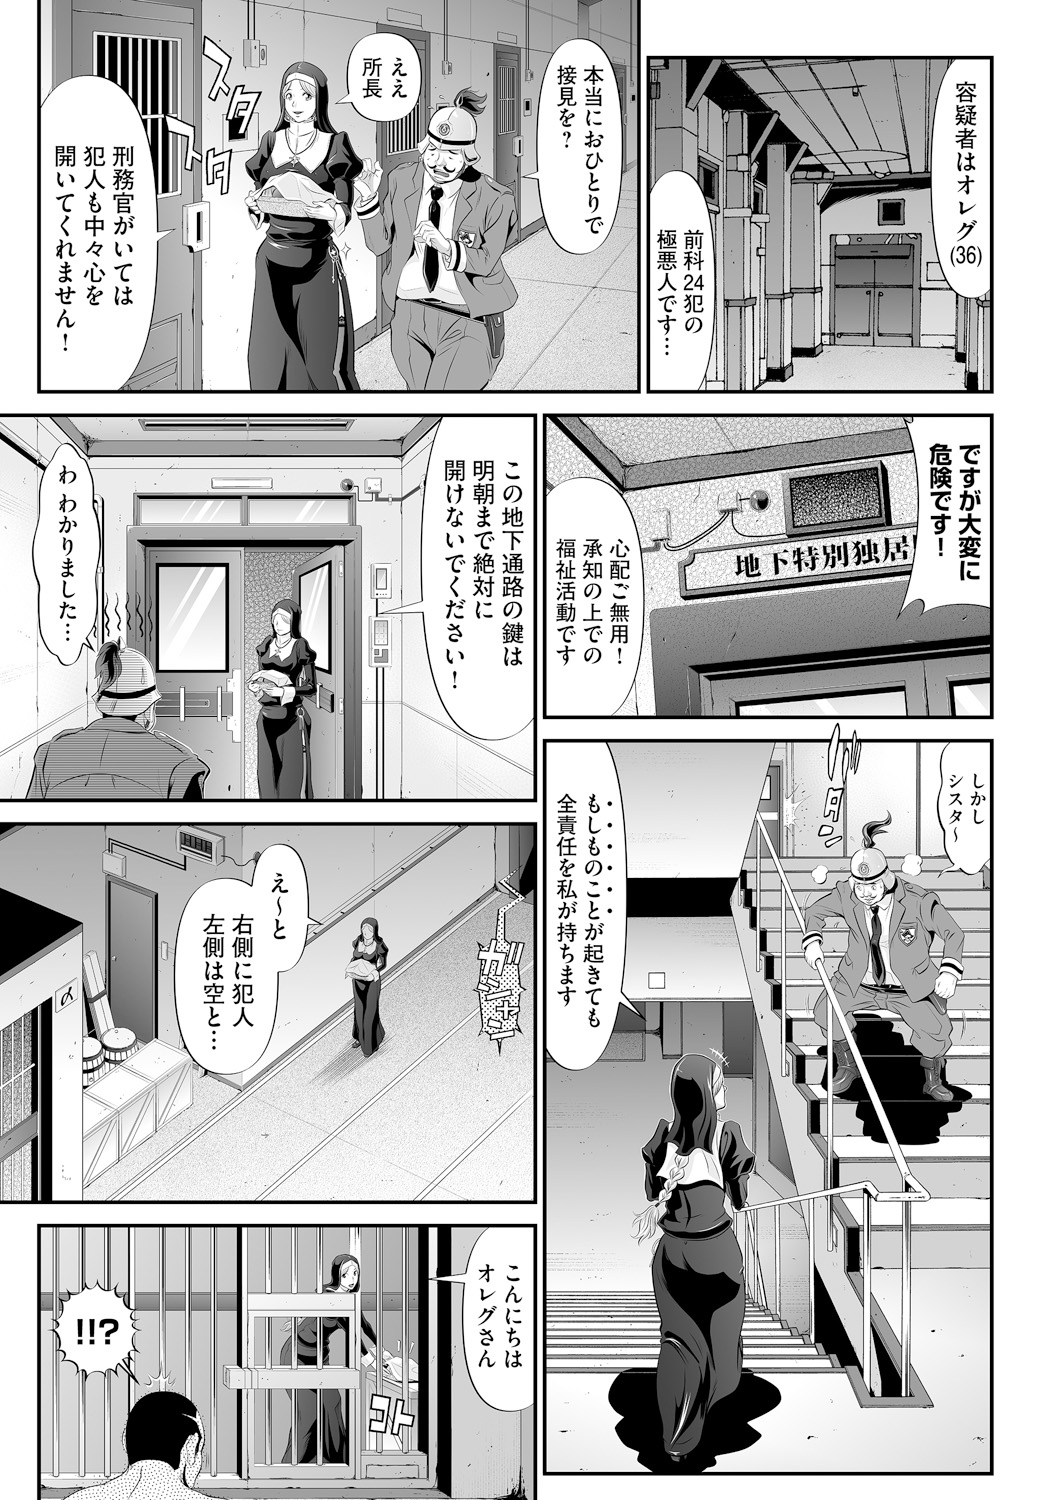 容疑者はオレグ(36)
前科24犯の
極悪人です…
本当におひとりで
接見を？
ええ
所長
スタ
スタ
刑務官がいては
犯人も中々心を
開いてくれません！
ですが大変に
危険です！
地下特別独居
心配ご無用！
承知の上での
福祉活動です
この地下通路の鍵は
明朝まで絶対に
開けないでください！
わ わかりました…
しかし
シスタ〜
もしものことが起きても
全責任を私が持ちます
ガシャン
え〜と
右側に犯人
左側は空と…
こんにちは
オレグさん
コト
!!?